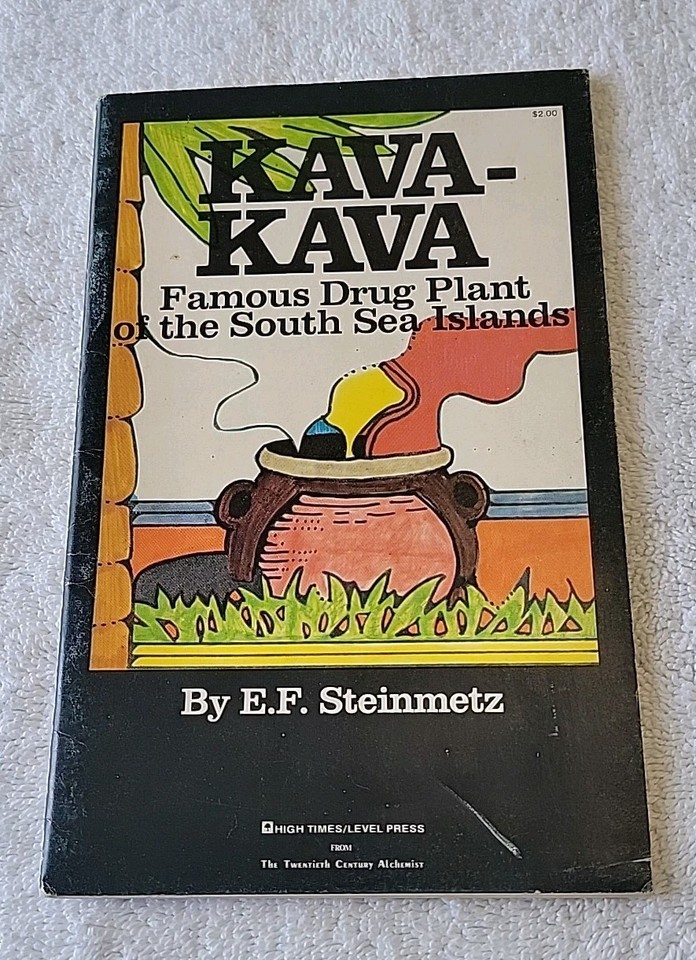 $2.00
KAVA-
KAVA
Famous Drug Plant
of the South Sea Islands
By E.F. Steinmetz
HIGH TIMES/LEVEL PRESS
FROM
The Twentieth Century Alchemist